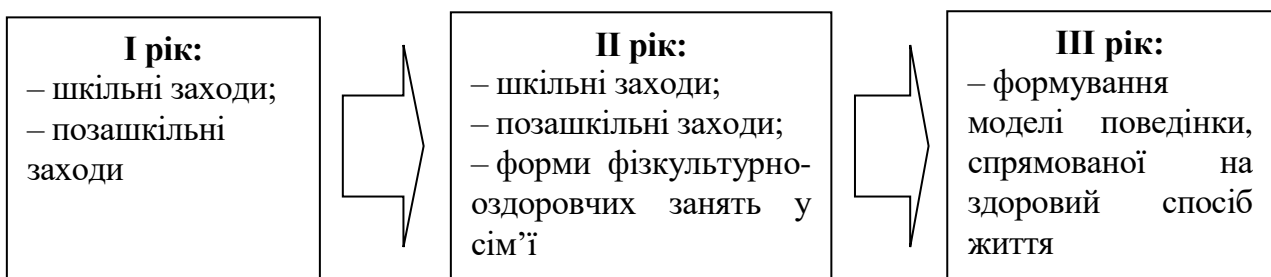 І рік:
– шкільні заходи;
– позашкільні
заходи
ІІ рік:
– шкільні заходи;
– позашкільні заходи;
– форми фізкультурно-
оздоровчих занять у
сім’ї
ІІІ рік:
– формування
моделі поведінки,
спрямованої на
здоровий спосіб
життя